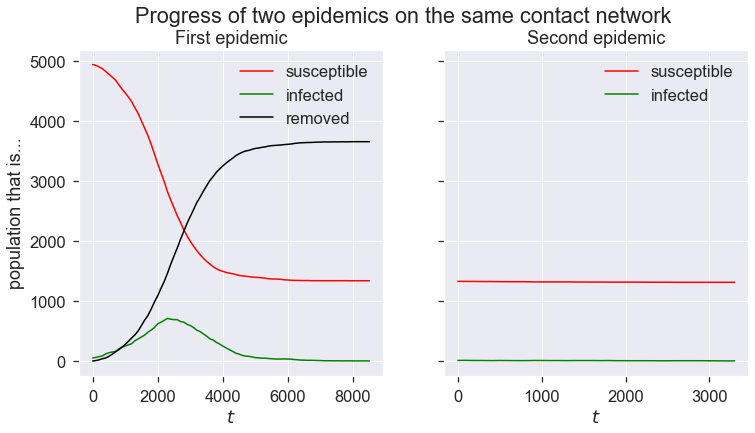 Progress of two epidemics on the same contact network
First epidemic
Second epidemic
population that is...
5000
4000
3000
2000
1000
0
susceptible
infected
removed
0 2000 4000 6000 8000
t
susceptible
infected
0 1000 2000 3000
t